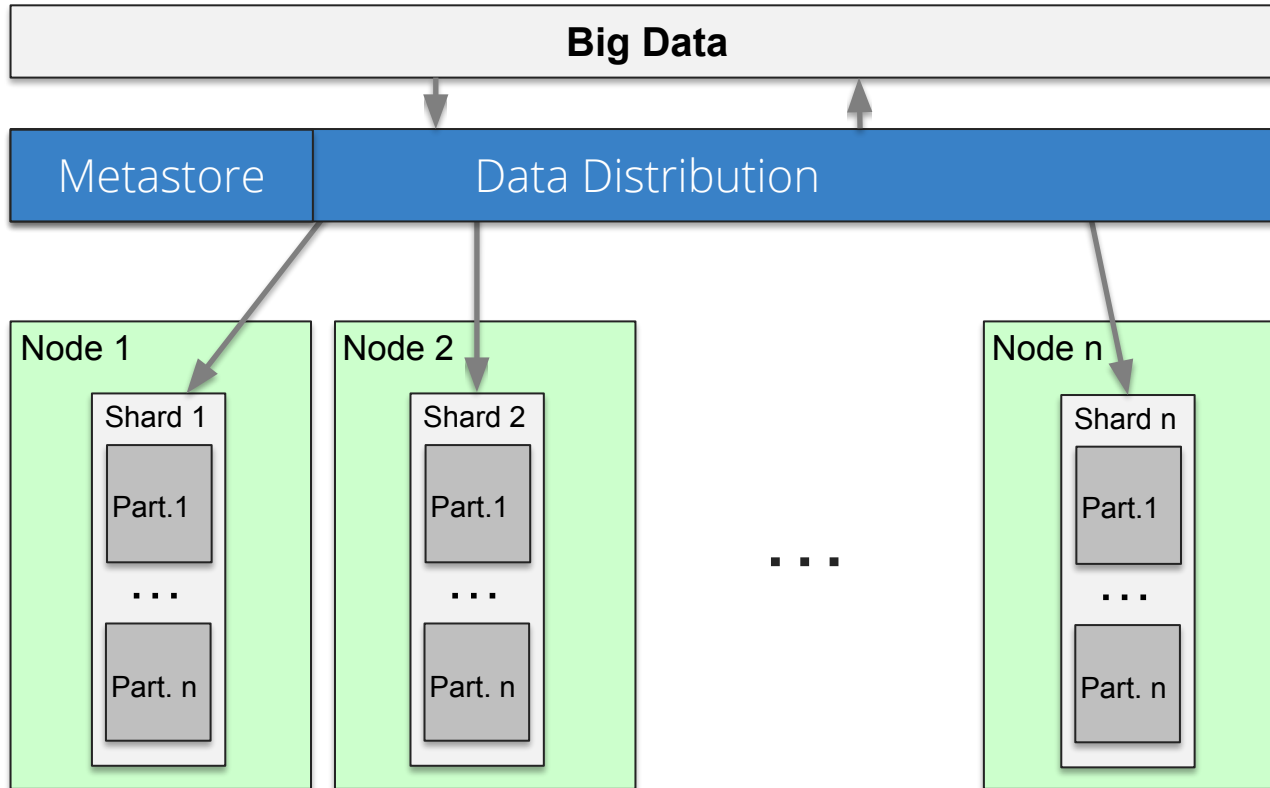 Big Data
Metastore
Data Distribution
Node 1
Node 2
Node n
Shard 1
Shard 2
Shard n
Part.1
Part.1
Part.1
...
...
...
...
Part. n
Part. n
Part. n